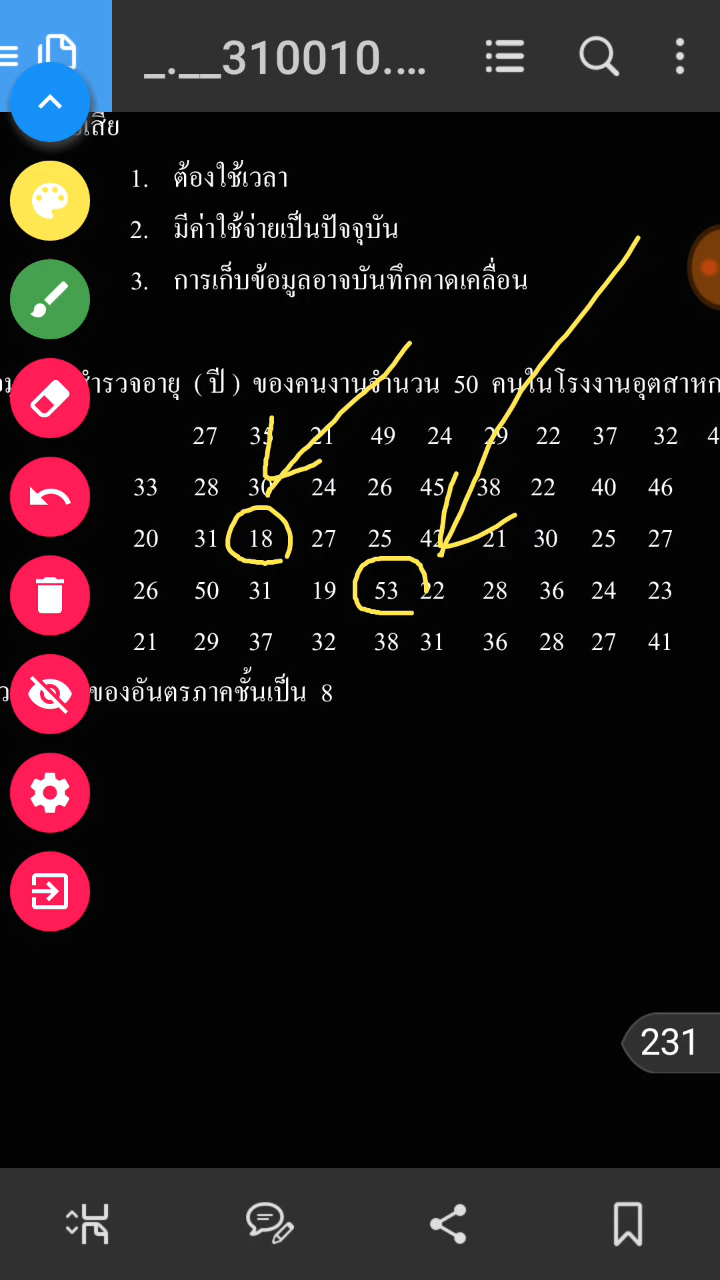 _.__310010....
เสีย
1. ต้องใช้เวลา
2. มีค่าใช้จ่ายเป็นปัจจุบัน
3. การเก็บข้อมูลอาจบันทึกคาดเคลื่อน
สำรวจอายุ ( ปี ) ของคนงานจำนวน 50 คนในโรงงานอุตสาหก
27 35 21 49 24 29 22 37 32 4
33 28 30 24 26 45 38 22 40 46
20 31 18 27 25 42 21 30 25 27
26 50 31 19 53 22 28 36 24 23
21 29 37 32 38 31 36 28 27 41
ของอันตรภาคชั้นเป็น 8
231